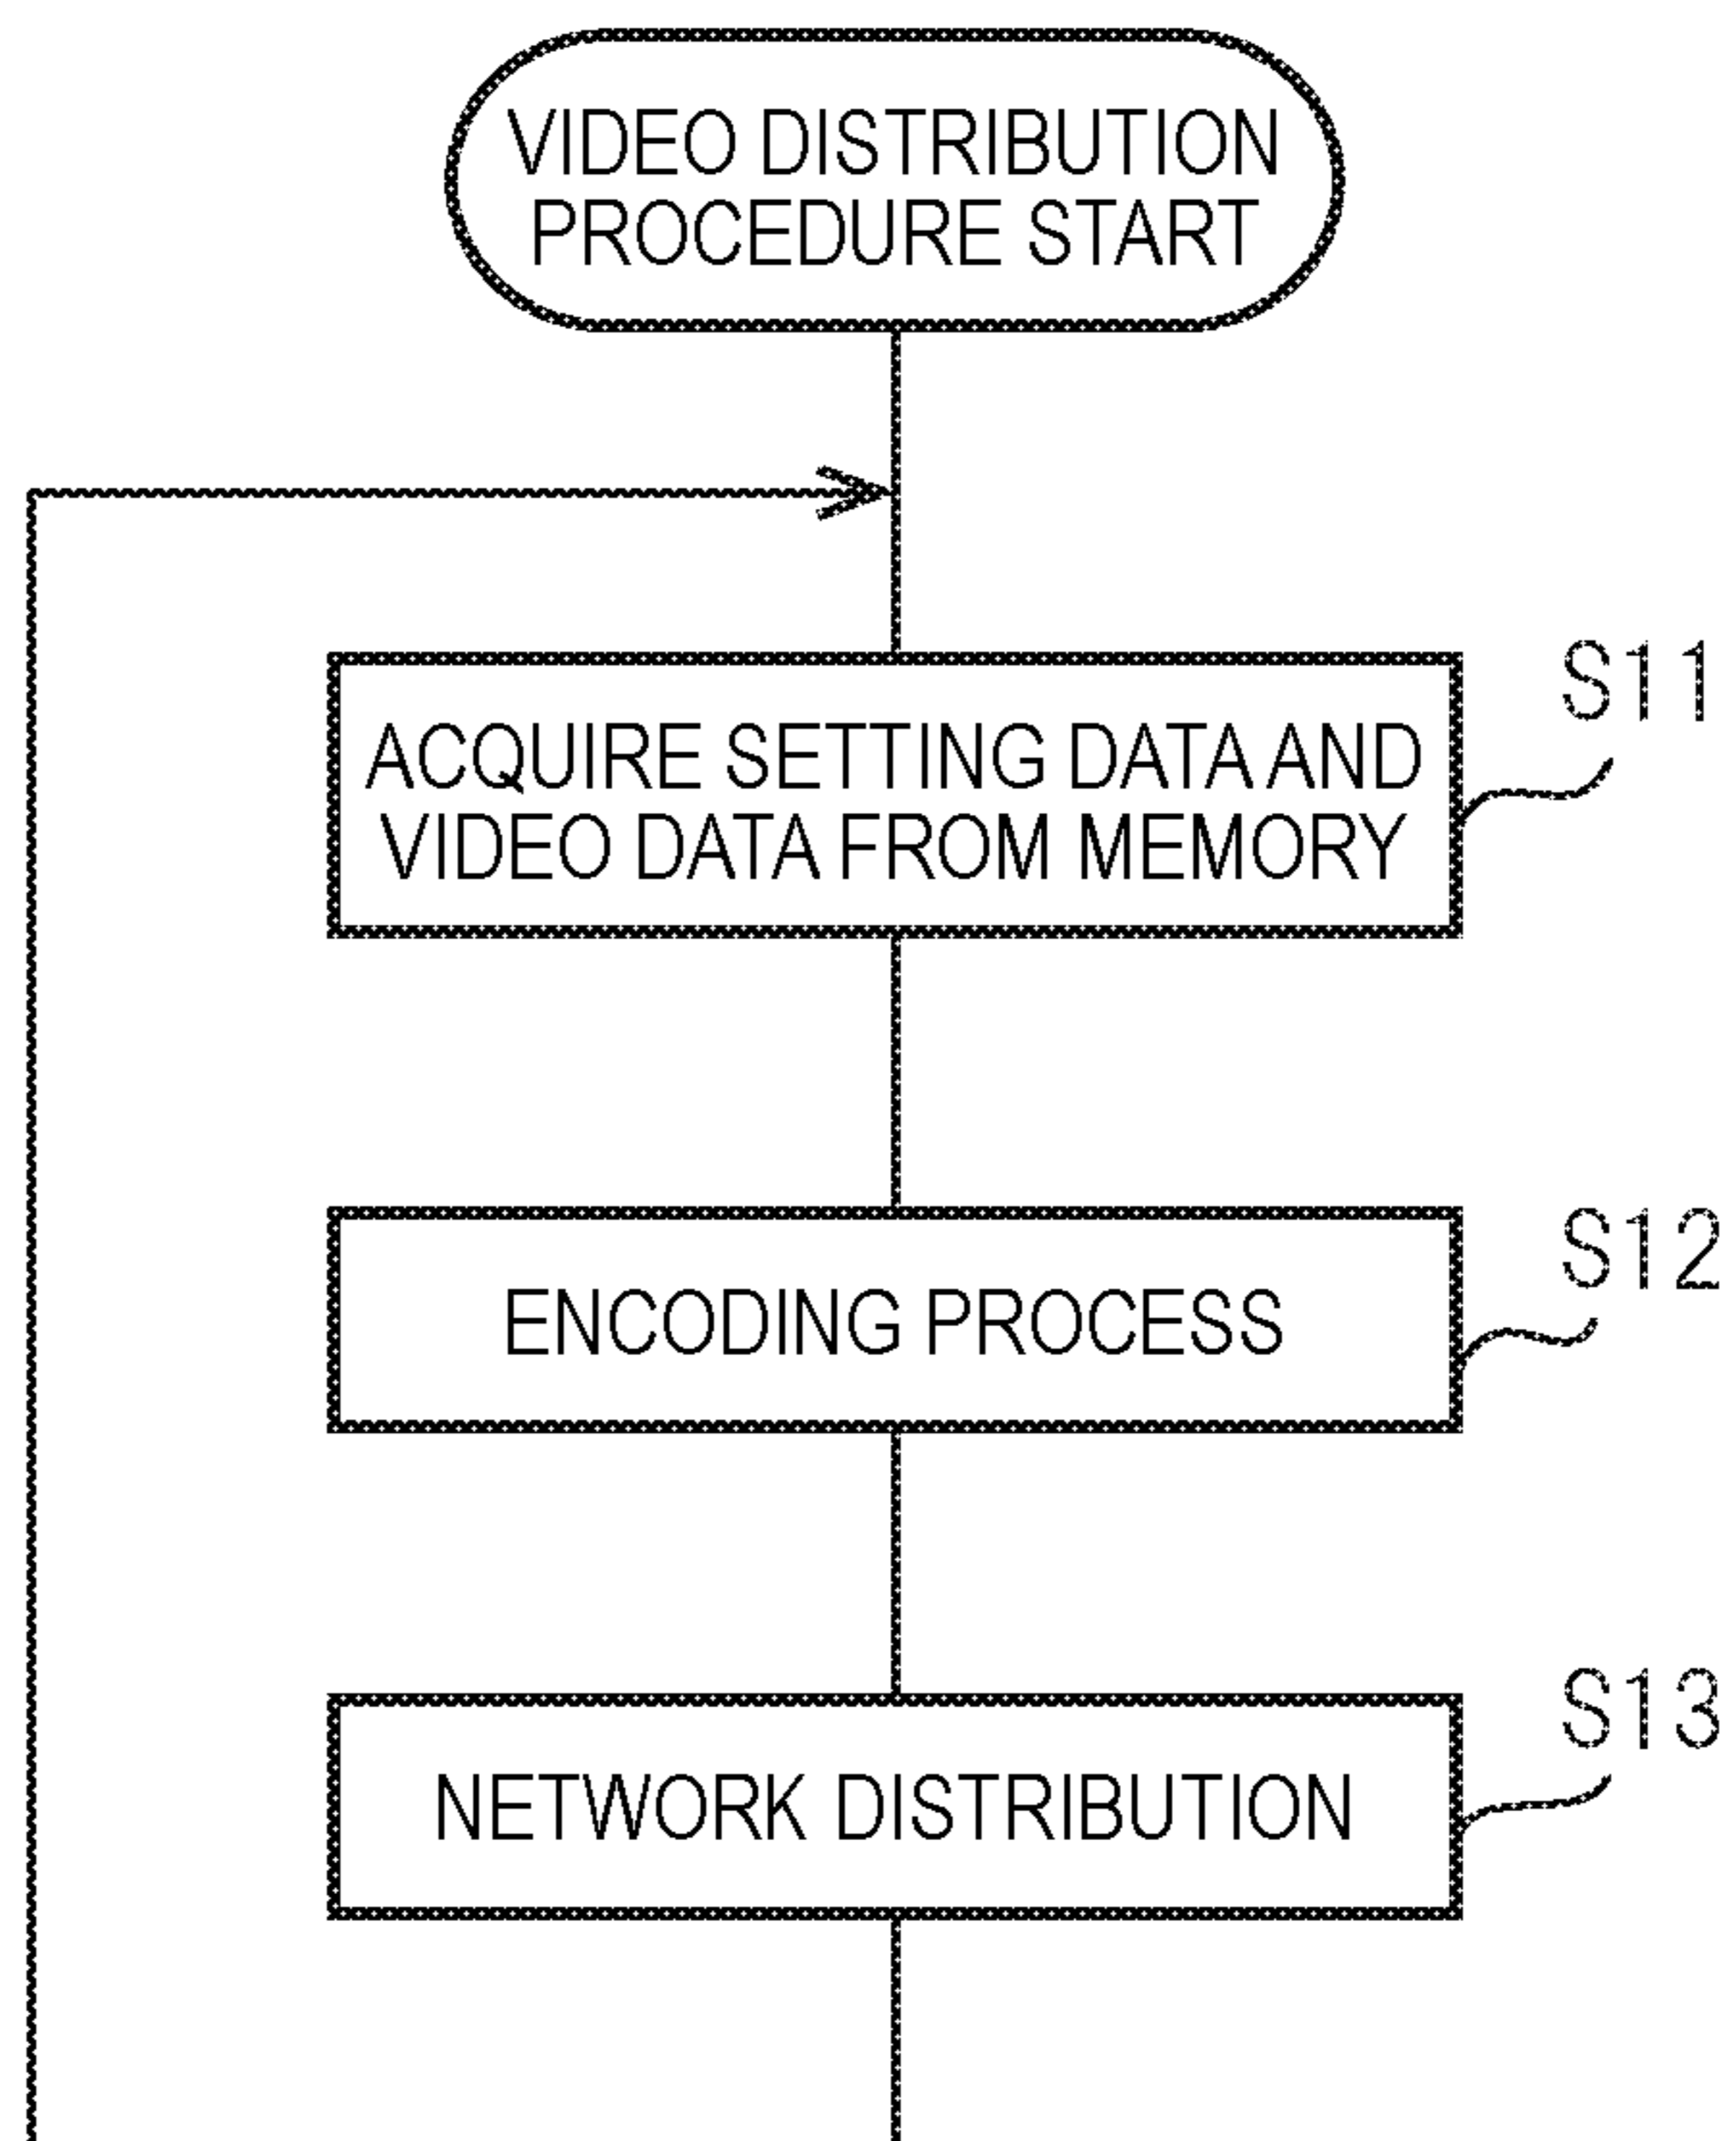 VIDEO DISTRIBUTION
PROCEDURE START
S11
ACQUIRE SETTING DATA AND
VIDEO DATA FROM MEMORY
S12
ENCODING PROCESS
S13
NETWORK DISTRIBUTION